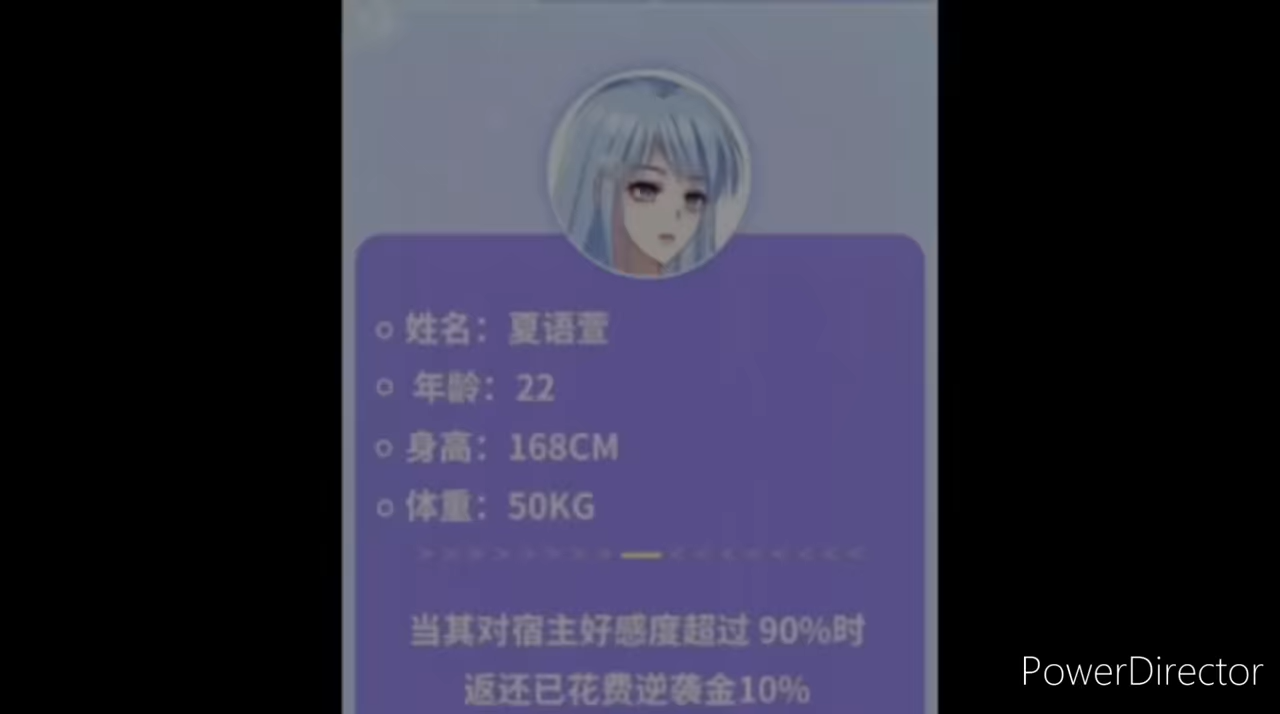 姓名：夏语萱
年龄：22
身高：168CM
体重：50KG
当其对宿主好感度超过 90%时
返还已花费逆袭金10%
PowerDirector